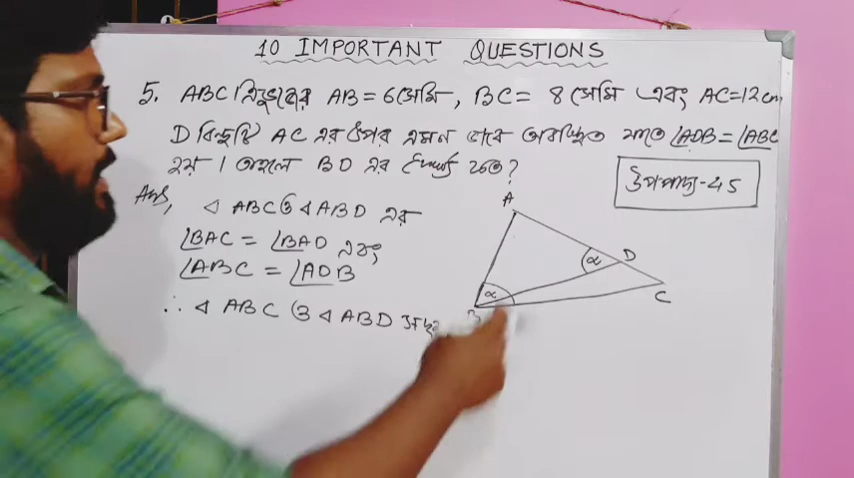 10 IMPORTANT QUESTIONS
5. ABC ত্রিভুজের AB = 6 সেমি, BC = 8 সেমি এবং AC=12 cm
D বিন্দুটি AC এর উপর এমন ভাবে অবস্থিত যাতে ∠ADB = ∠ABC
হয় । তাহলে BD এর দৈর্ঘ্য কত?
উপপাদ্য-45
Ans, ◁ ABC ও ◁ ABD এর
∠BAC = ∠BAD এবং
∠ABC = ∠ADB
∴ ◁ ABC ও ◁ ABD
A
α D
α
B C